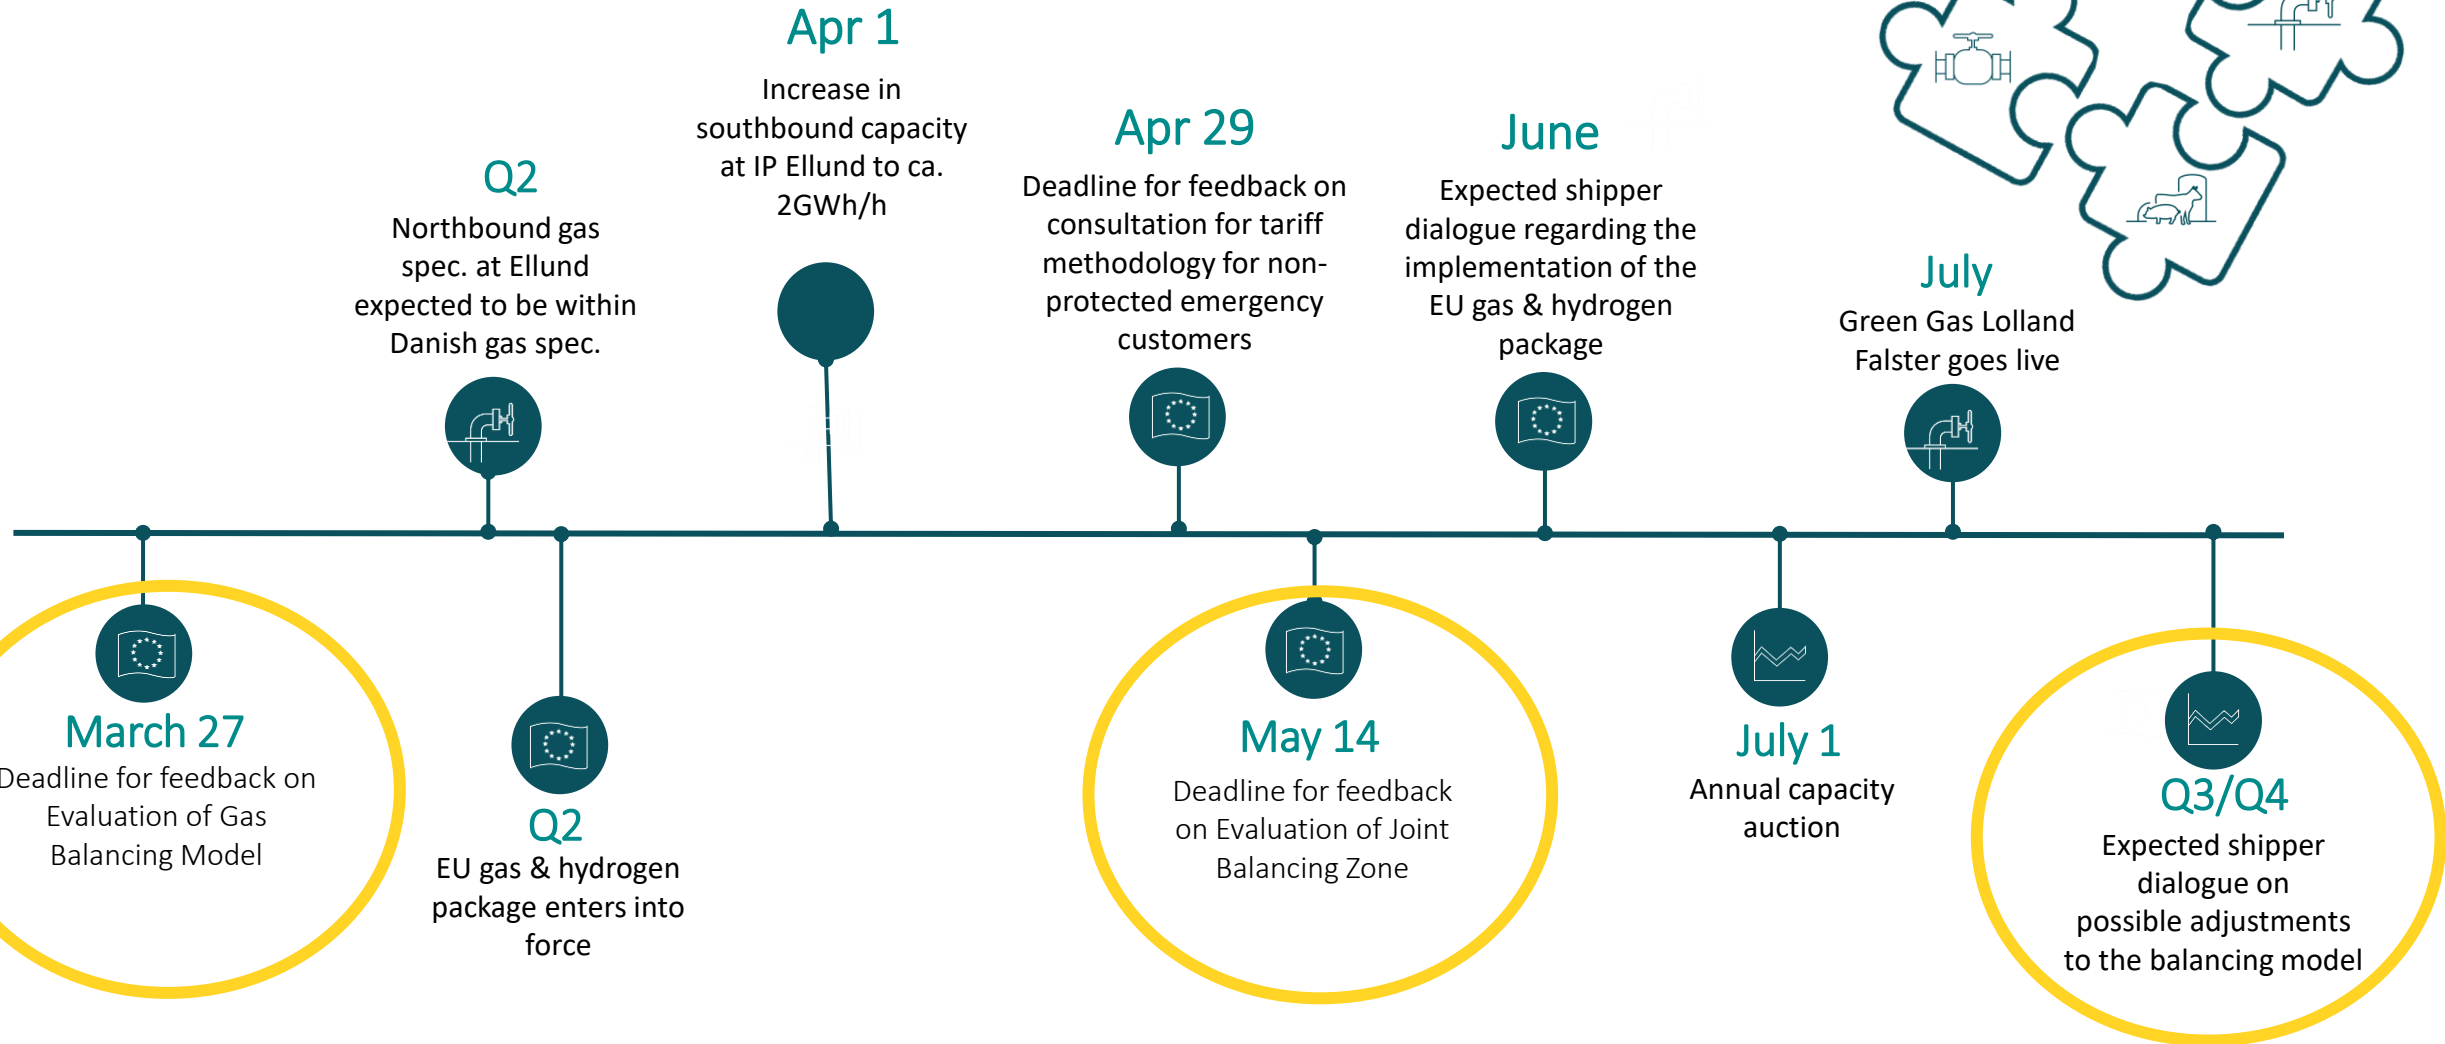 Apr 1
Increase in
southbound capacity
at IP Ellund to ca.
2GWh/h
Q2
Northbound gas
spec. at Ellund
expected to be within
Danish gas spec.
Apr 29
Deadline for feedback on
consultation for tariff
methodology for non-
protected emergency
customers
June
Expected shipper
dialogue regarding the
implementation of the
EU gas & hydrogen
package
July
Green Gas Lolland
Falster goes live
March 27
Deadline for feedback on
Evaluation of Gas
Balancing Model
Q2
EU gas & hydrogen
package enters into
force
May 14
Deadline for feedback
on Evaluation of Joint
Balancing Zone
July 1
Annual capacity
auction
Q3/Q4
Expected shipper
dialogue on
possible adjustments
to the balancing model